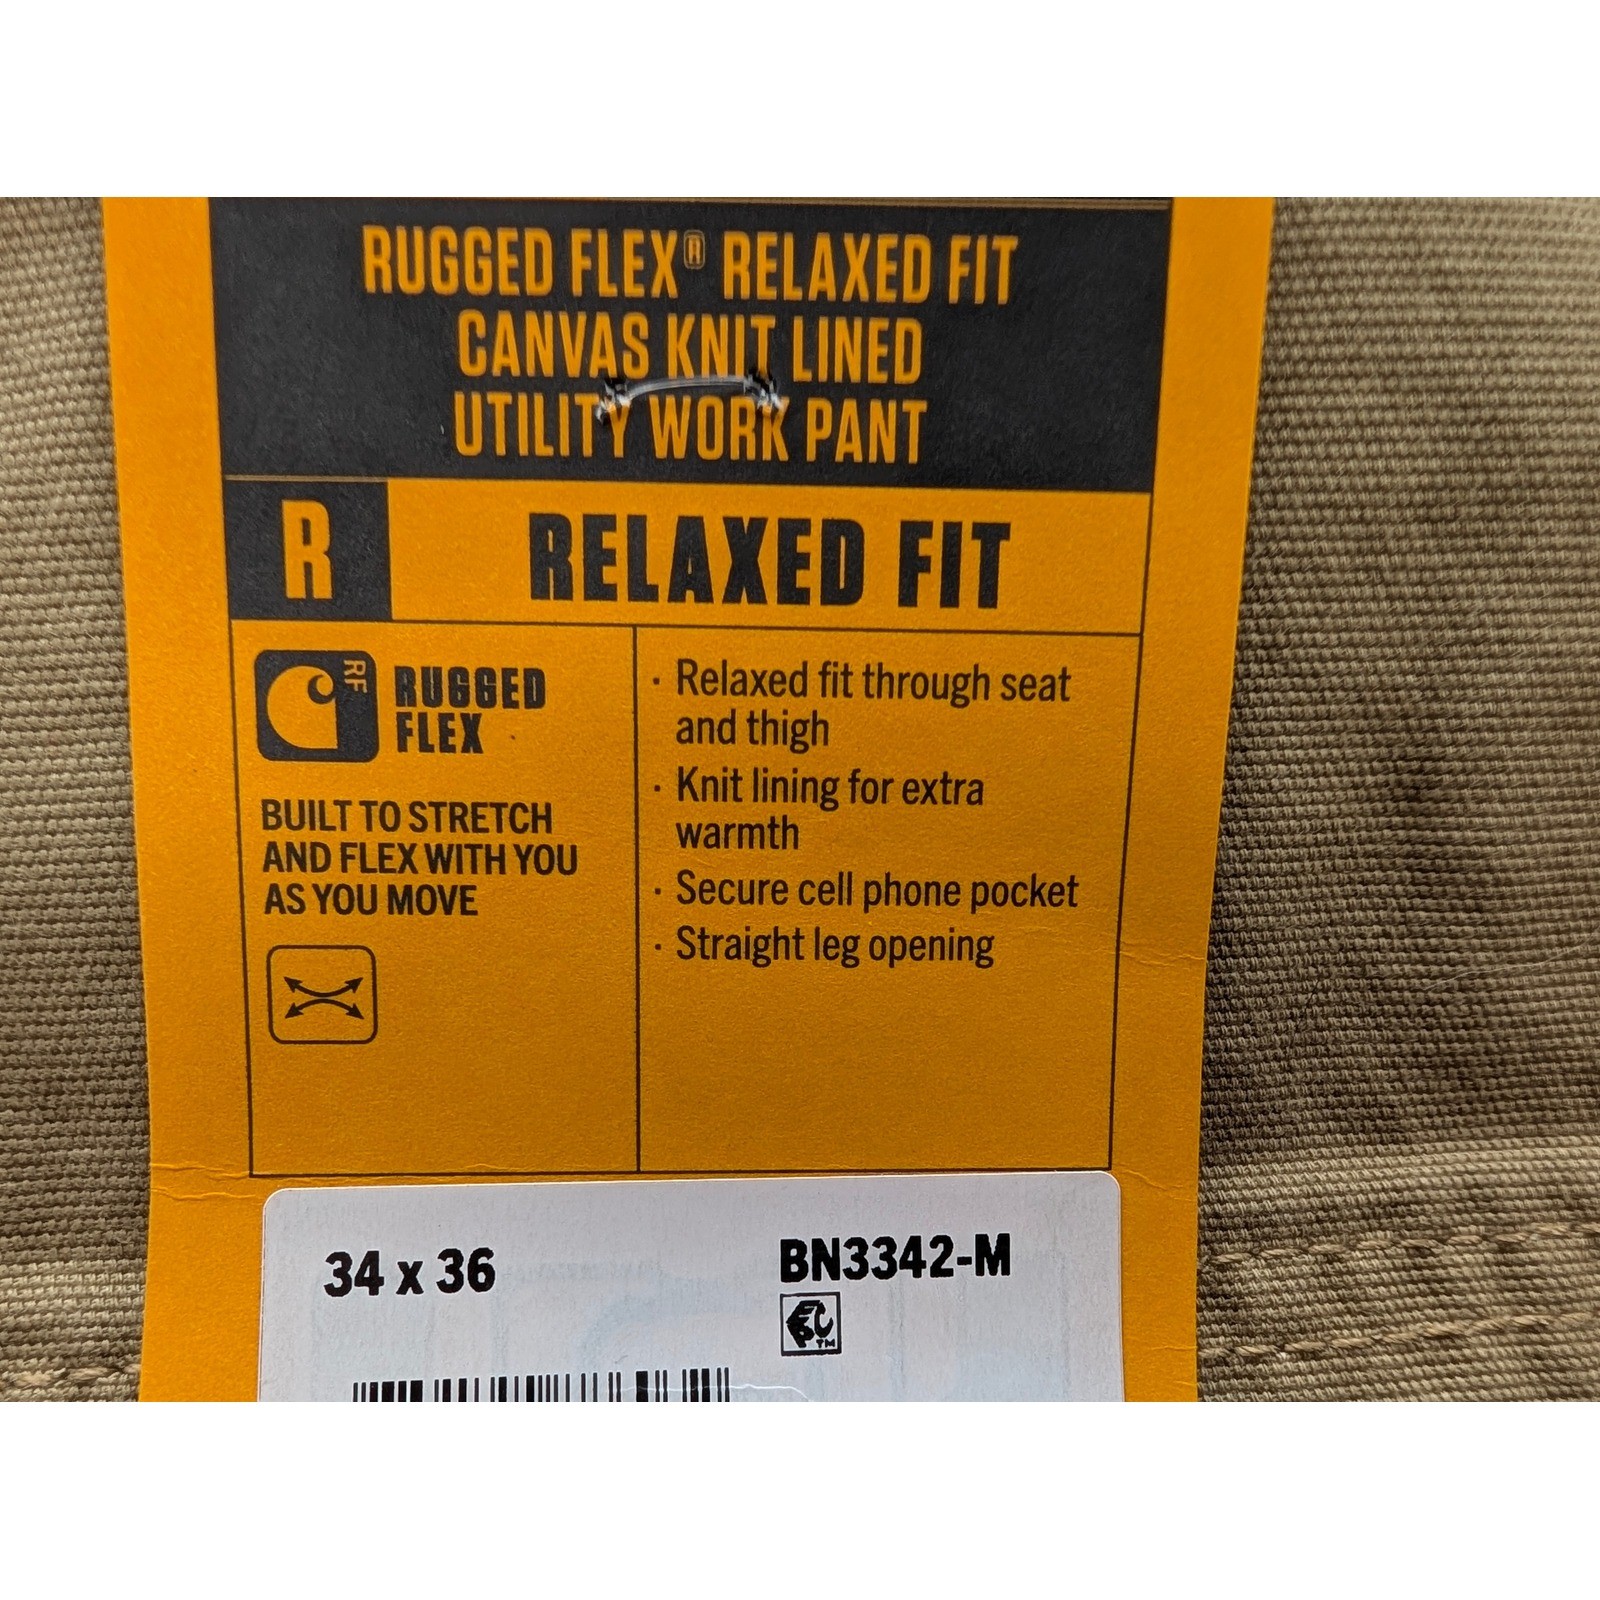 RUGGED FLEX® RELAXED FIT
CANVAS KNIT LINED
UTILITY WORK PANT
R RELAXED FIT
RF
RUGGED
FLEX
BUILT TO STRETCH
AND FLEX WITH YOU
AS YOU MOVE
· Relaxed fit through seat
and thigh
· Knit lining for extra
warmth
· Secure cell phone pocket
· Straight leg opening
34 x 36
BN3342-M
TM